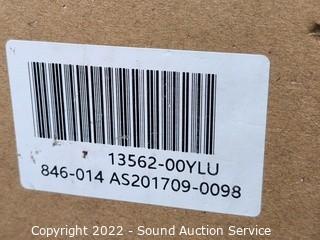 13562-00YLU
846-014 AS201709-0098
Copyright 2022 - Sound Auction Service